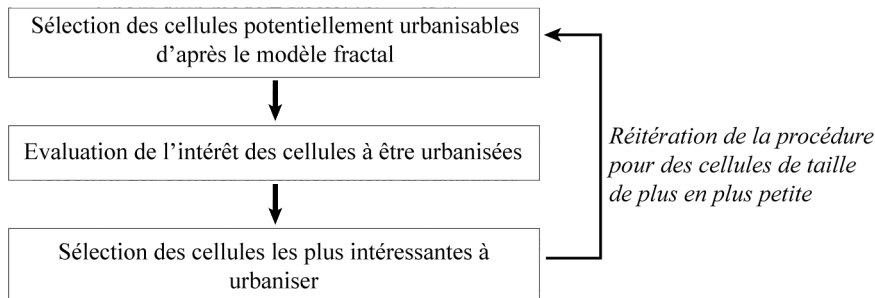 Sélection des cellules potentiellement urbanisables
d’après le modèle fractal
Evaluation de l’intérêt des cellules à être urbanisées
Réitération de la procédure
pour des cellules de taille
de plus en plus petite
Sélection des cellules les plus intéressantes à
urbaniser